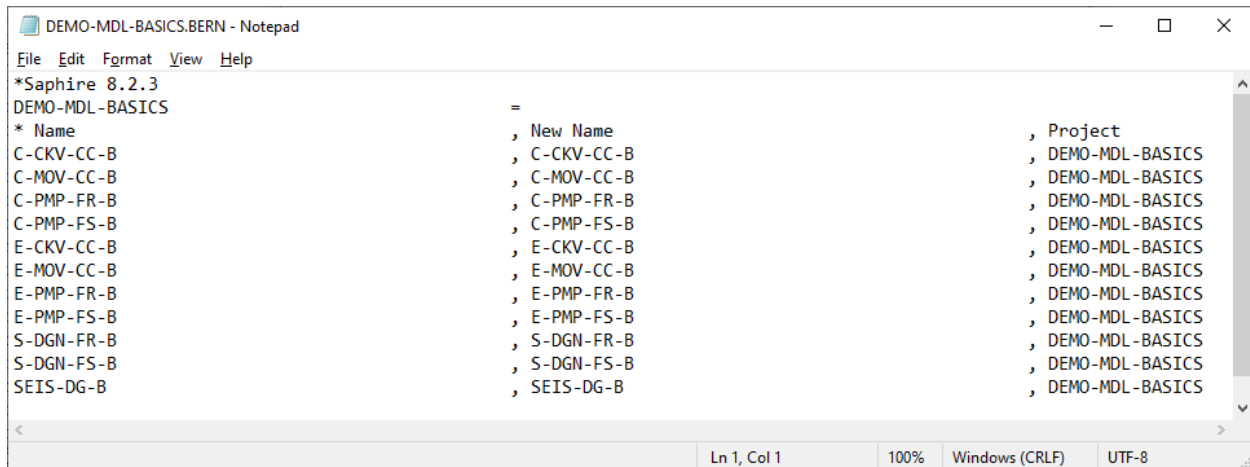 DEMO-MDL-BASICS.BERN - Notepad
File Edit Format View Help
*Saphire 8.2.3
DEMO-MDL-BASICS =
* Name , New Name , Project
C-CKV-CC-B , C-CKV-CC-B , DEMO-MDL-BASICS
C-MOV-CC-B , C-MOV-CC-B , DEMO-MDL-BASICS
C-PMP-FR-B , C-PMP-FR-B , DEMO-MDL-BASICS
C-PMP-FS-B , C-PMP-FS-B , DEMO-MDL-BASICS
E-CKV-CC-B , E-CKV-CC-B , DEMO-MDL-BASICS
E-MOV-CC-B , E-MOV-CC-B , DEMO-MDL-BASICS
E-PMP-FR-B , E-PMP-FR-B , DEMO-MDL-BASICS
E-PMP-FS-B , E-PMP-FS-B , DEMO-MDL-BASICS
S-DGN-FR-B , S-DGN-FR-B , DEMO-MDL-BASICS
S-DGN-FS-B , S-DGN-FS-B , DEMO-MDL-BASICS
SEIS-DG-B , SEIS-DG-B , DEMO-MDL-BASICS
Ln 1, Col 1 100% Windows (CRLF) UTF-8